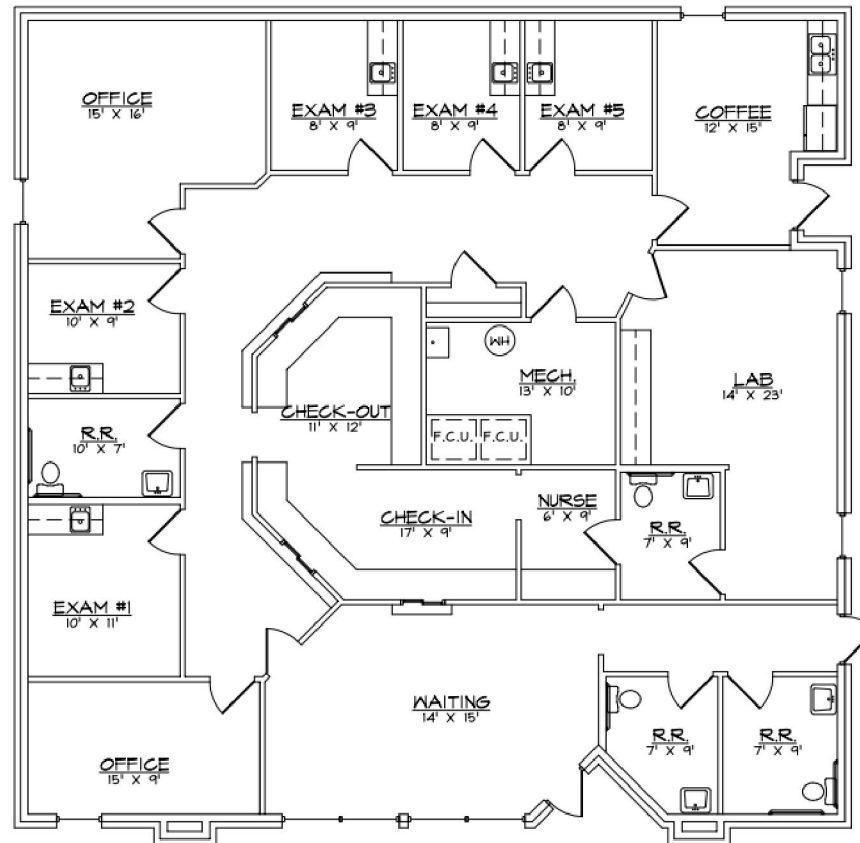 OFFICE
15' X 16'
EXAM #3
8' X 9'
EXAM #4
8' X 9'
EXAM #5
8' X 9'
COFFEE
12' X 15'
EXAM #2
10' X 9'
WH
MECH.
13' X 10'
LAB
14' X 23'
CHECK-OUT
11' X 12'
F.C.U.
F.C.U.
R.R.
10' X 7'
CHECK-IN
17' X 9'
NURSE
6' X 9'
R.R.
7' X 9'
EXAM #1
10' X 11'
WAITING
14' X 15'
R.R.
7' X 9'
R.R.
7' X 9'
OFFICE
15' X 9'